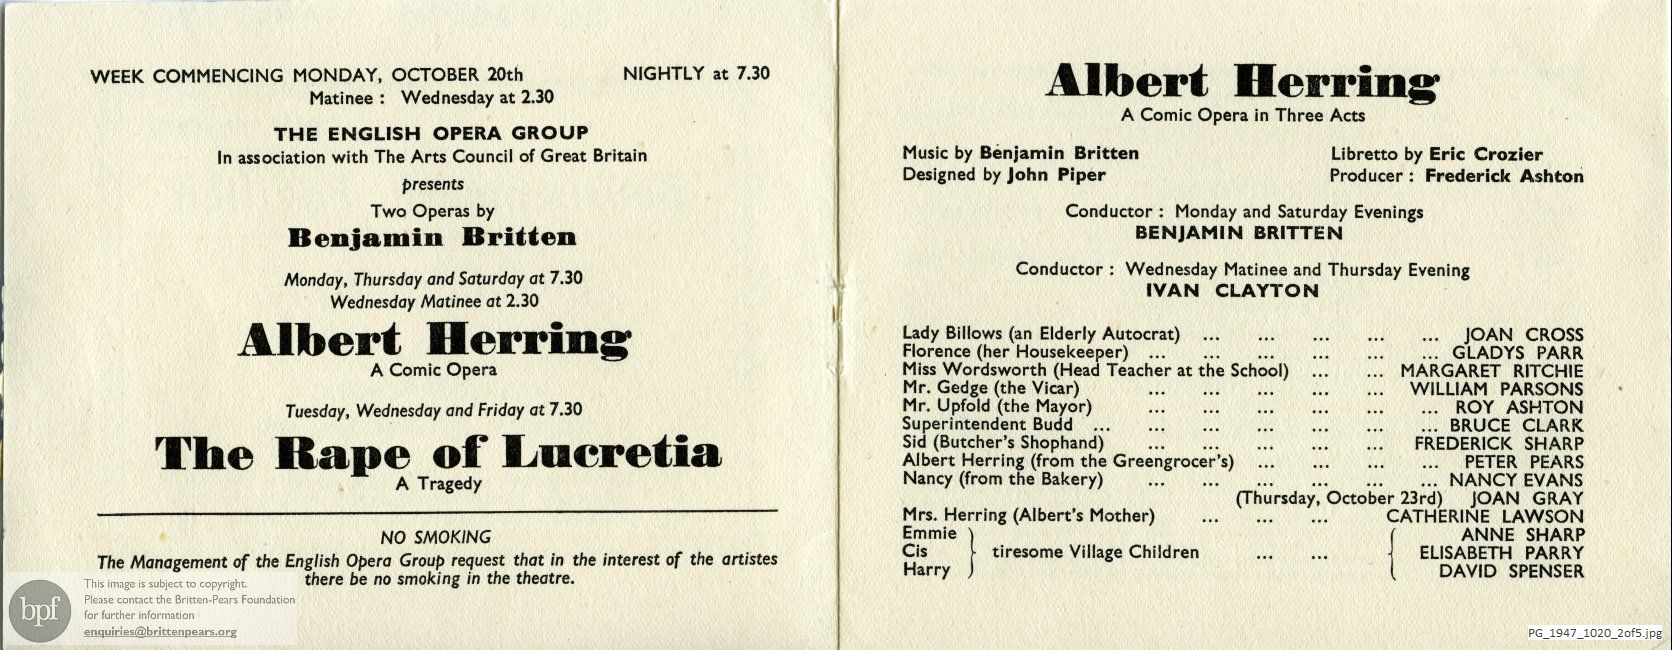 WEEK COMMENCING MONDAY, OCTOBER 20th NIGHTLY at 7.30
Matinee : Wednesday at 2.30
THE ENGLISH OPERA GROUP
In association with The Arts Council of Great Britain
presents
Two Operas by
Benjamin Britten
Monday, Thursday and Saturday at 7.30
Wednesday Matinee at 2.30
Albert Herring
A Comic Opera
Tuesday, Wednesday and Friday at 7.30
The Rape of Lucretia
A Tragedy
NO SMOKING
The Management of the English Opera Group request that in the interest of the artistes
there be no smoking in the theatre.
bpf
This image is subject to copyright.
Please contact the Britten-Pears Foundation
for further information
enquiries@brittenpears.org
Albert Herring
A Comic Opera in Three Acts
Music by Benjamin Britten Libretto by Eric Crozier
Designed by John Piper Producer : Frederick Ashton
Conductor : Monday and Saturday Evenings
BENJAMIN BRITTEN
Conductor : Wednesday Matinee and Thursday Evening
IVAN CLAYTON
Lady Billows (an Elderly Autocrat) ... ... ... ... ... JOAN CROSS
Florence (her Housekeeper) ... ... ... ... ... ... GLADYS PARR
Miss Wordsworth (Head Teacher at the School) ... ... MARGARET RITCHIE
Mr. Gedge (the Vicar) ... ... ... ... ... WILLIAM PARSONS
Mr. Upfold (the Mayor) ... ... ... ... ... ... ROY ASHTON
Superintendent Budd ... ... ... ... ... ... ... BRUCE CLARK
Sid (Butcher's Shophand) ... ... ... ... ... FREDERICK SHARP
Albert Herring (from the Greengrocer's) ... ... ... ... PETER PEARS
Nancy (from the Bakery) ... ... ... ... ... ... NANCY EVANS
(Thursday, October 23rd) JOAN GRAY
Mrs. Herring (Albert's Mother) ... ... ... CATHERINE LAWSON
Emmie ANNE SHARP
Cis tiresome Village Children ... ... ELISABETH PARRY
Harry DAVID SPENSER
PG_1947_1020_2of5.jpg